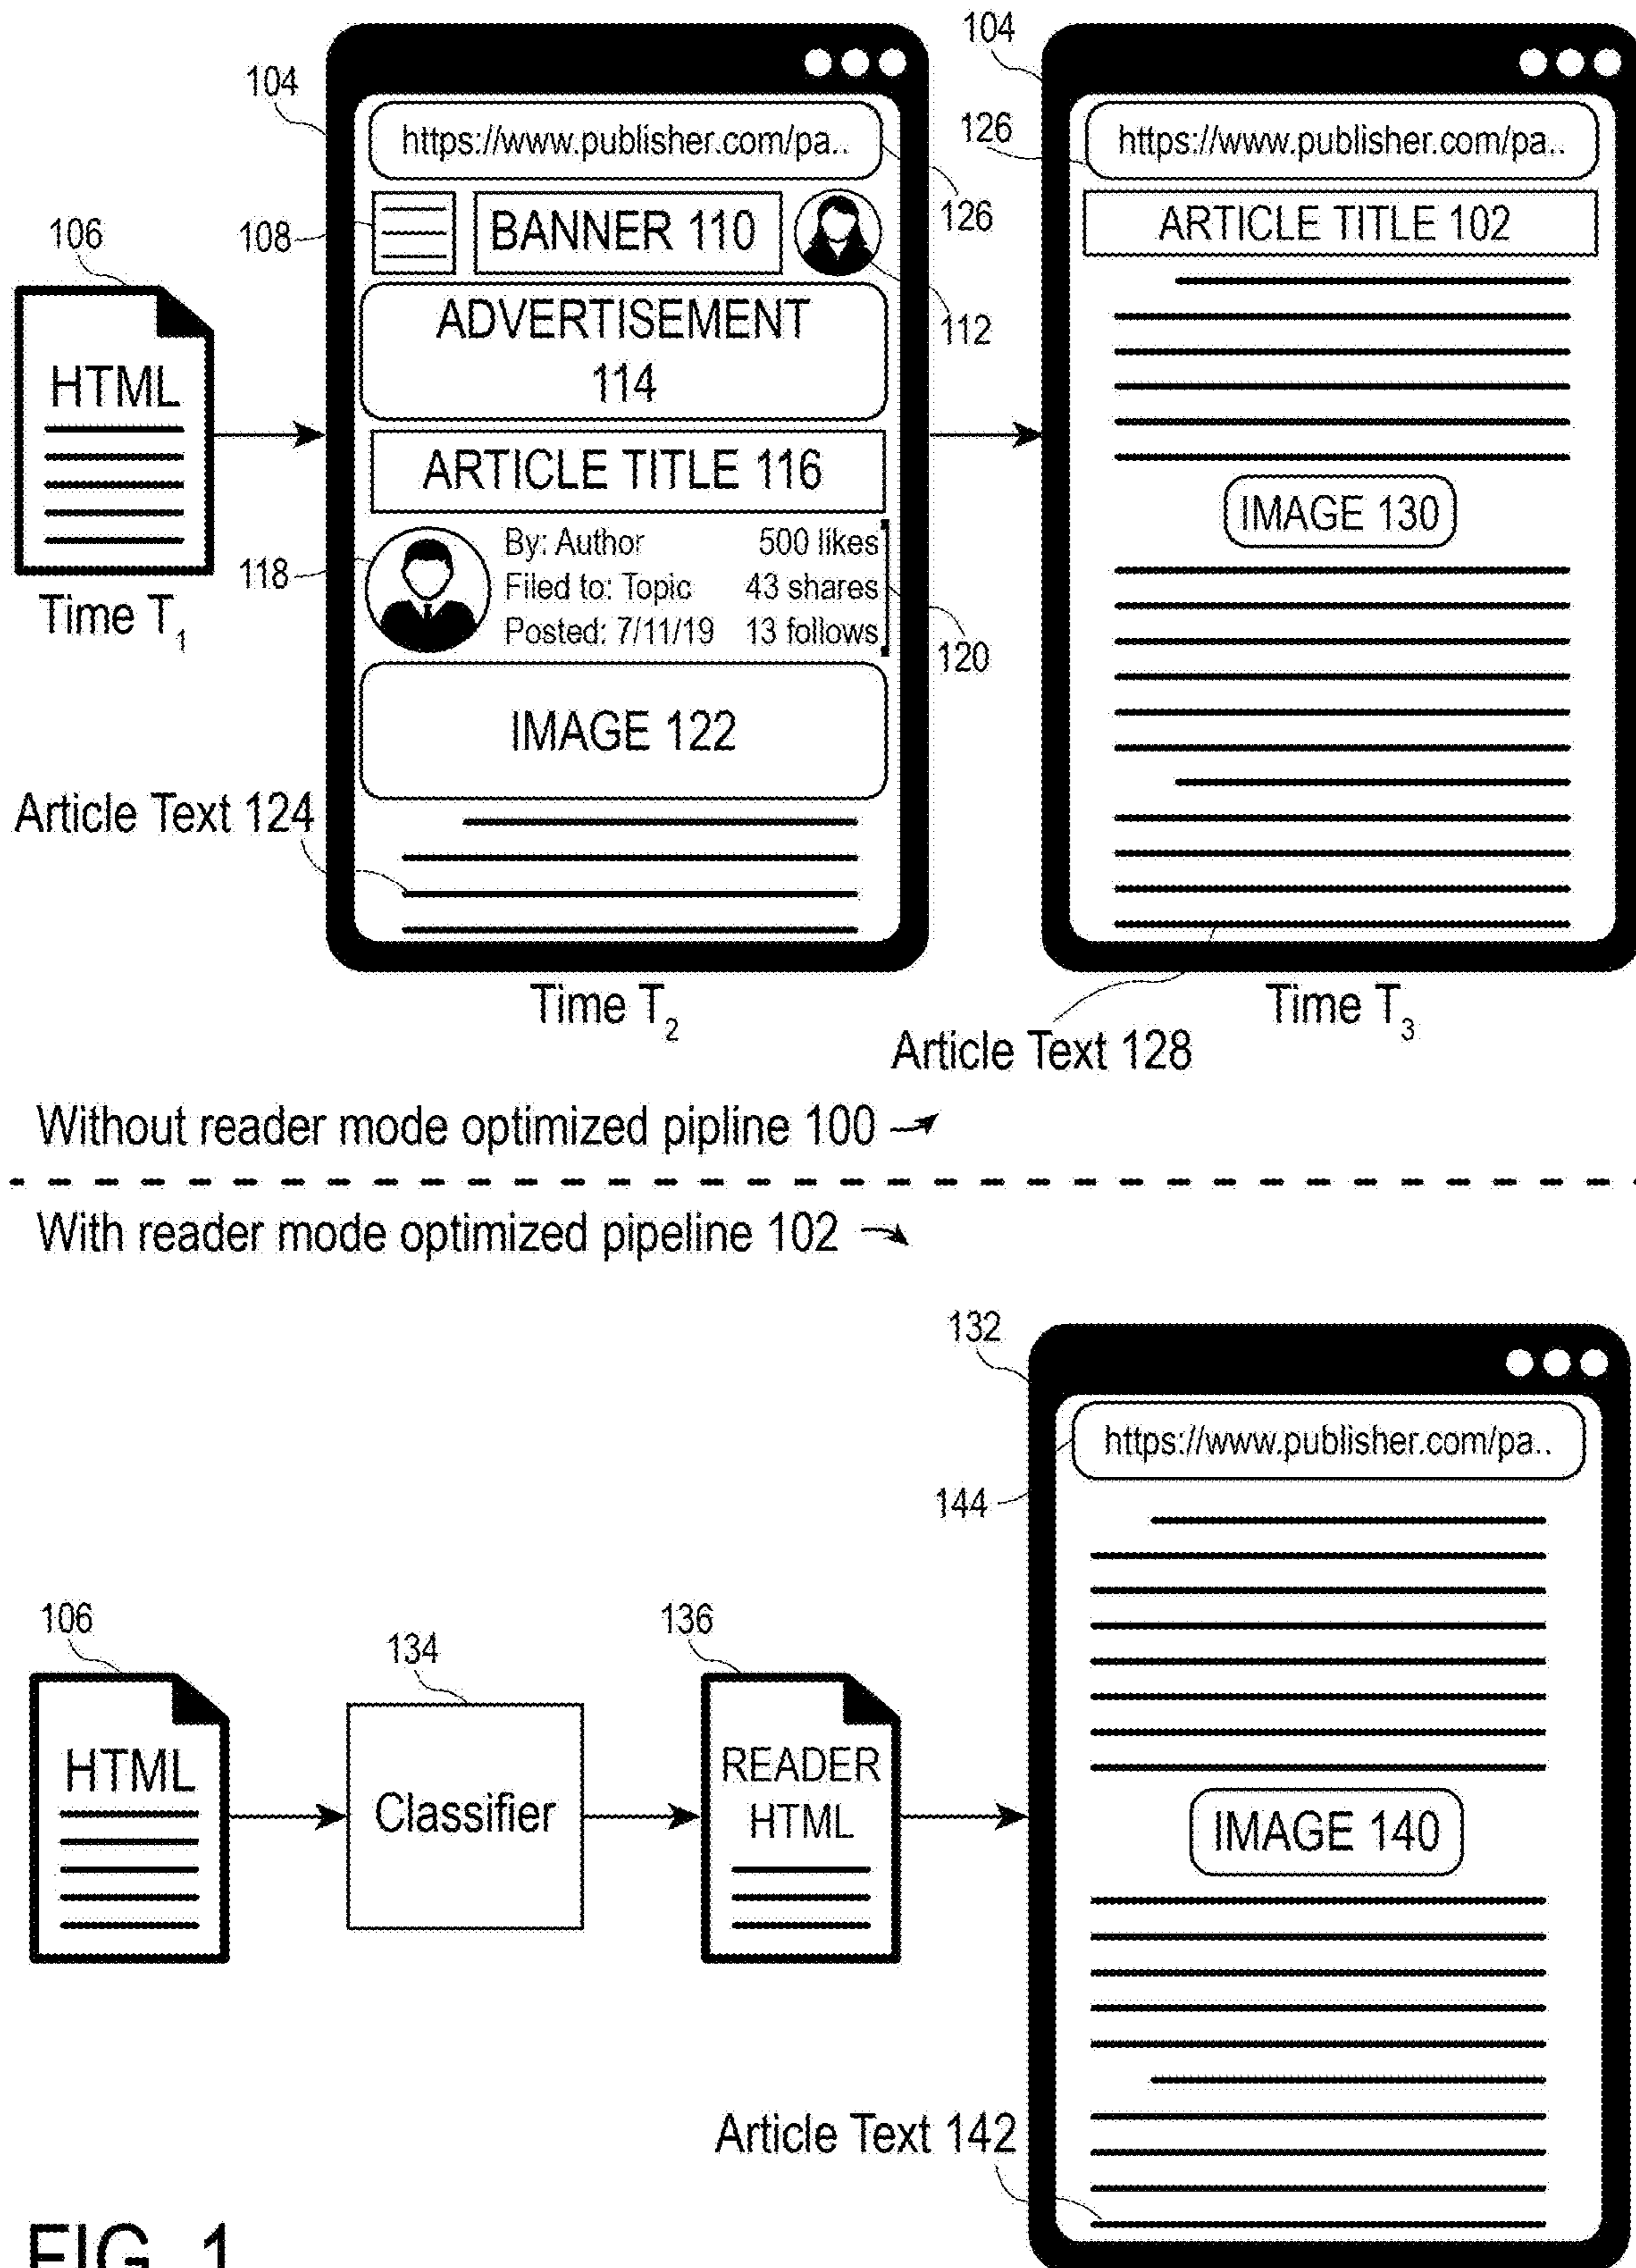 104
104
https://www.publisher.com/pa..
126
https://www.publisher.com/pa..
106
108
BANNER 110
126
ARTICLE TITLE 102
HTML
ADVERTISEMENT
114
112
ARTICLE TITLE 116
IMAGE 130
118
By: Author 500 likes
Filed to: Topic 43 shares
Posted: 7/11/19 13 follows
120
Time T1
IMAGE 122
Article Text 124
Time T2
Time T3
Article Text 128
Without reader mode optimized pipline 100
With reader mode optimized pipeline 102
132
https://www.publisher.com/pa..
144
106
134
136
HTML
Classifier
READER
HTML
IMAGE 140
Article Text 142
FIG. 1